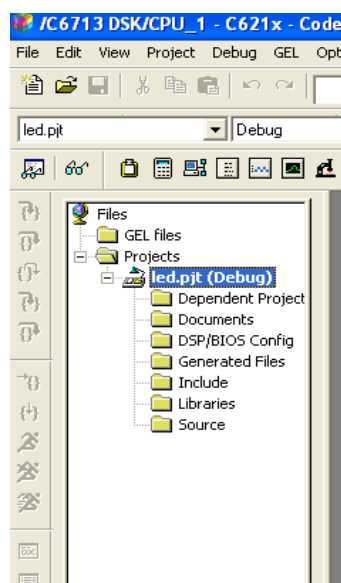 /C6713 DSK/CPU_1 - C621x - Code
File Edit View Project Debug GEL Opt
led.pjt Debug
Files
GEL files
Projects
led.pjt (Debug)
Dependent Project
Documents
DSP/BIOS Config
Generated Files
Include
Libraries
Source